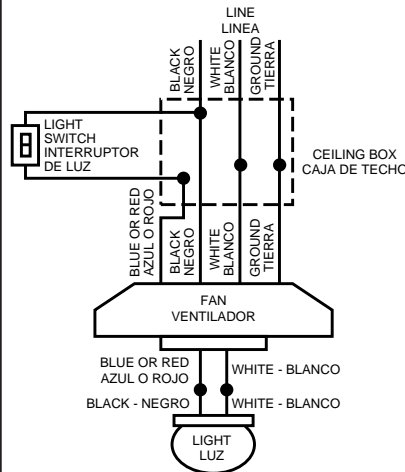 LINE
LINEA
BLACK
NEGRO
WHITE
BLANCO
GROUND
TIERRA
LIGHT
SWITCH
INTERRUPTOR
DE LUZ
CEILING BOX
CAJA DE TECHO
BLUE OR RED
AZUL O ROJO
BLACK
NEGRO
WHITE
BLANCO
GROUND
TIERRA
FAN
VENTILADOR
BLUE OR RED
AZUL O ROJO
WHITE - BLANCO
BLACK - NEGRO
WHITE - BLANCO
LIGHT
LUZ